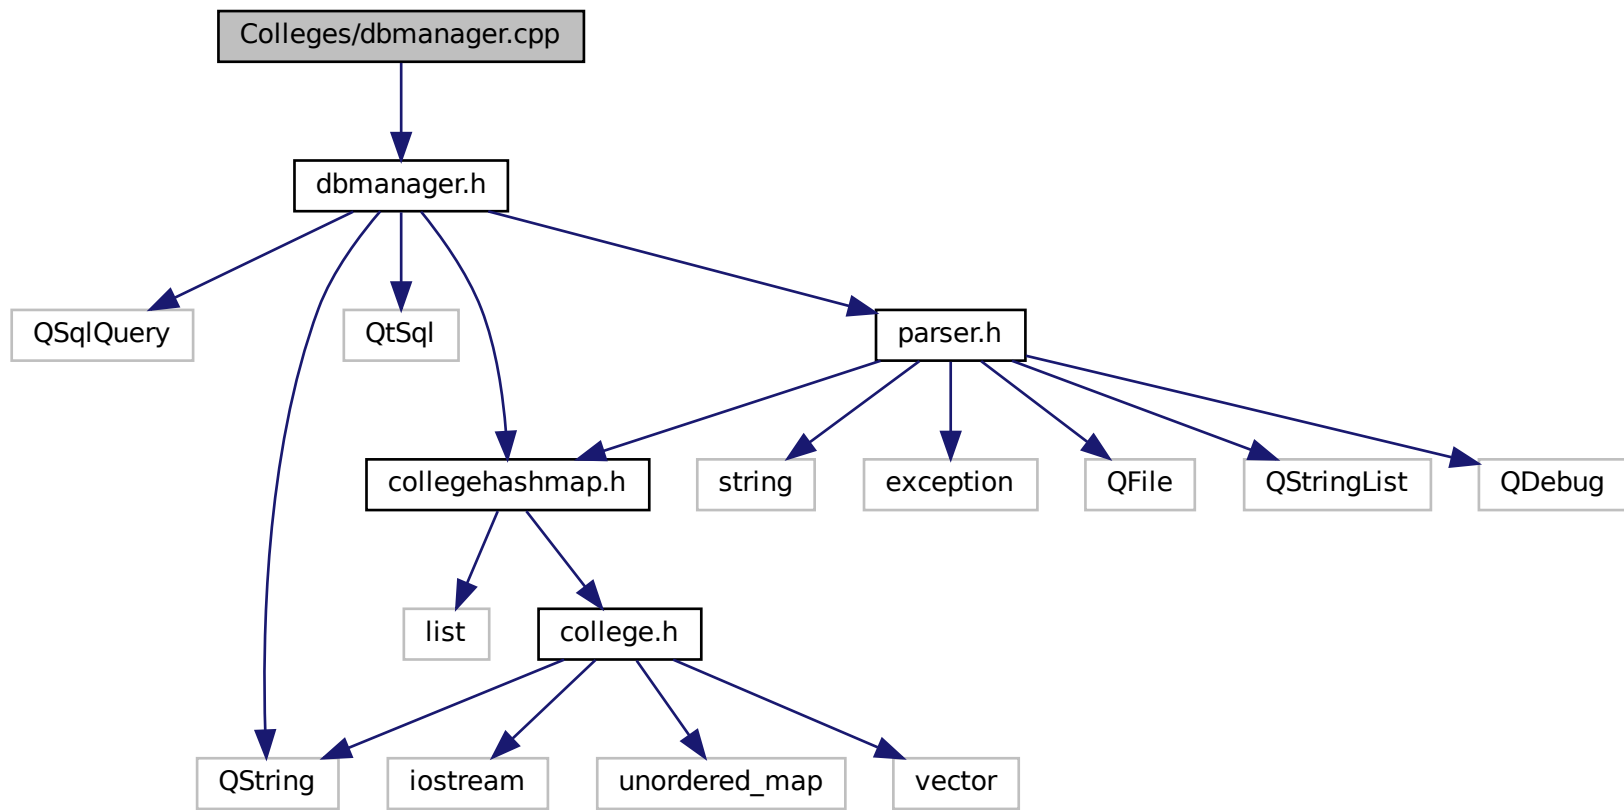 Colleges/dbmanager.cpp
dbmanager.h
QSqlQuery
QtSql
parser.h
collegehashmap.h
string
exception
QFile
QStringList
QDebug
list
college.h
QString
iostream
unordered_map
vector